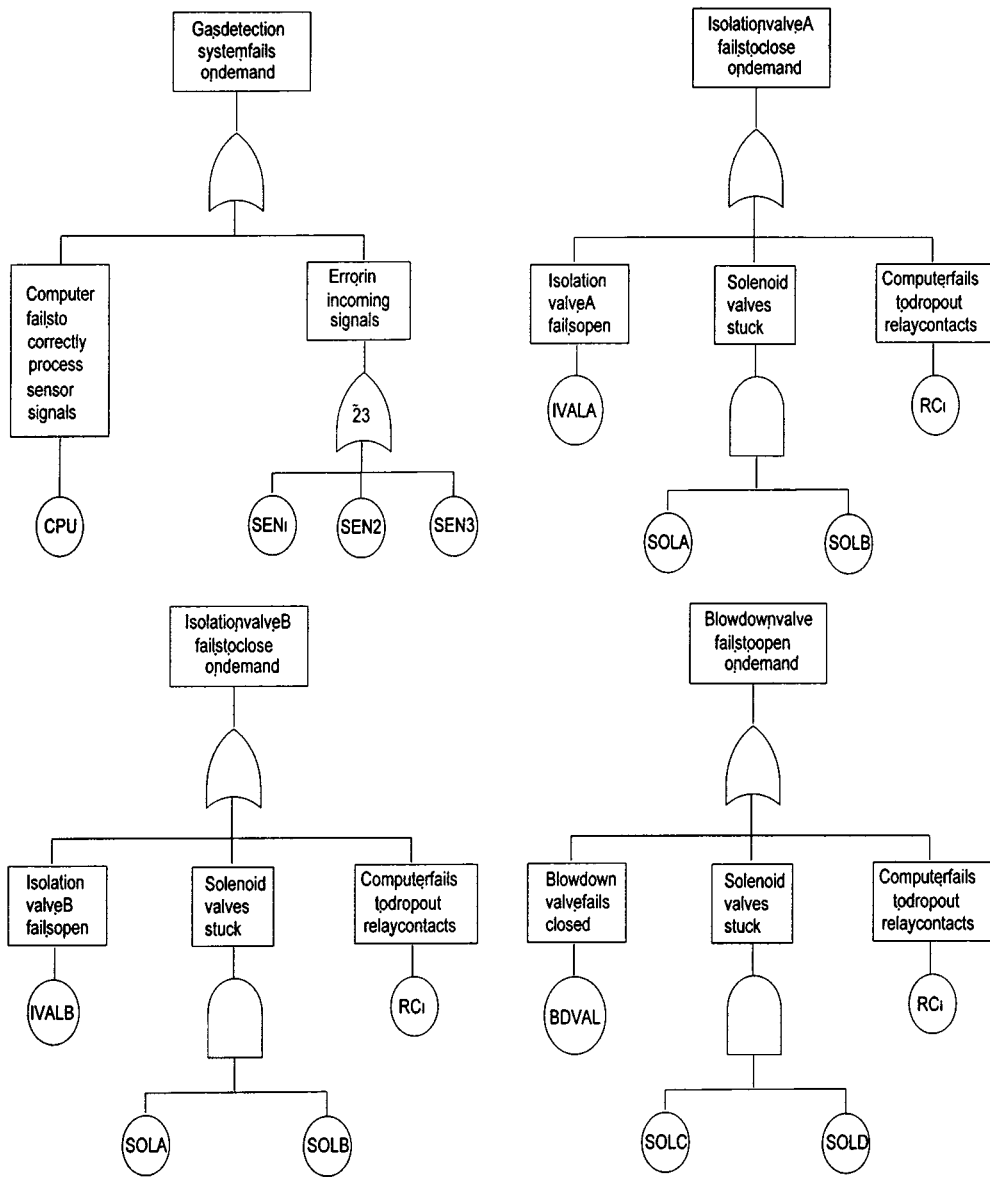 Gasdetection
systemfails
ondemand
Computer
failsto
correctly
process
sensor
signals
Errorin
incoming
signals
2̃3
CPU
SEN1
SEN2
SEN3
IsolationvalveA
failstoclose
ondemand
Isolation
valveA
failsopen
Solenoid
valves
stuck
Computerfails
todropout
relaycontacts
IVALA
RC1
SOLA
SOLB
IsolationvalveB
failstoclose
ondemand
Isolation
valveB
failsopen
Solenoid
valves
stuck
Computerfails
todropout
relaycontacts
IVALB
RC1
SOLA
SOLB
Blowdownvalve
failstoopen
ondemand
Blowdown
valvefails
closed
Solenoid
valves
stuck
Computerfails
todropout
relaycontacts
BDVAL
RC1
SOLC
SOLD